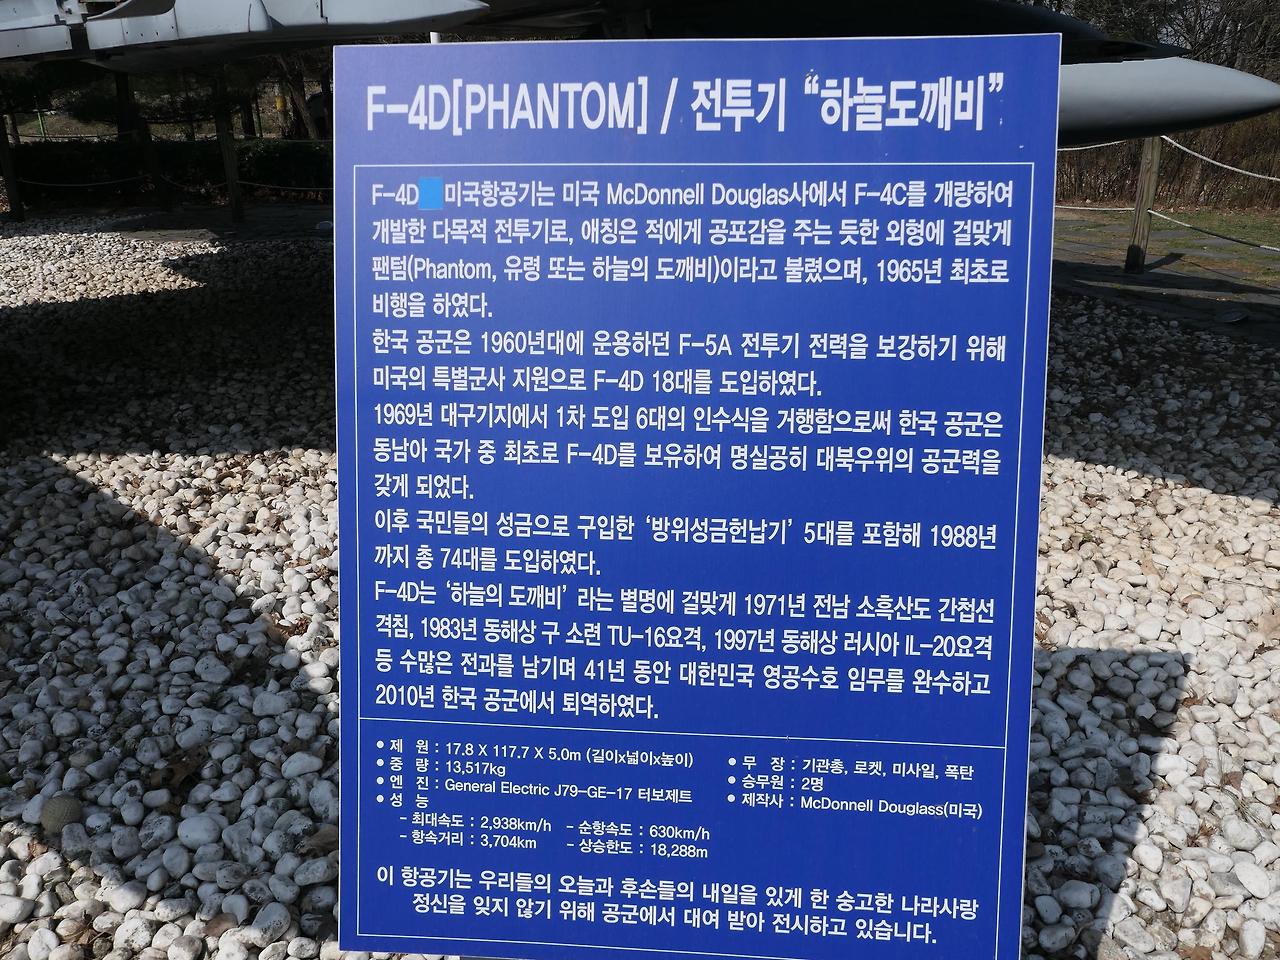 F-4D[PHANTOM] / 전투기 “하늘도깨비”
F-4D 미국항공기는 미국 McDonnell Douglas사에서 F-4C를 개량하여
개발한 다목적 전투기로, 애칭은 적에게 공포감을 주는 듯한 외형에 걸맞게
팬텀(Phantom, 유령 또는 하늘의 도깨비)이라고 불렸으며, 1965년 최초로
비행을 하였다.
한국 공군은 1960년대에 운용하던 F-5A 전투기 전력을 보강하기 위해
미국의 특별군사 지원으로 F-4D 18대를 도입하였다.
1969년 대구기지에서 1차 도입 6대의 인수식을 거행함으로써 한국 공군은
동남아 국가 중 최초로 F-4D를 보유하여 명실공히 대북우위의 공군력을
갖게 되었다.
이후 국민들의 성금으로 구입한 ‘방위성금헌납기’ 5대를 포함해 1988년
까지 총 74대를 도입하였다.
F-4D는 ‘하늘의 도깨비’ 라는 별명에 걸맞게 1971년 전남 소흑산도 간첩선
격침, 1983년 동해상 구 소련 TU-16요격, 1997년 동해상 러시아 IL-20요격
등 수많은 전과를 남기며 41년 동안 대한민국 영공수호 임무를 완수하고
2010년 한국 공군에서 퇴역하였다.
• 제 원 : 17.8 X 117.7 X 5.0m (길이x넓이x높이)
• 중 량 : 13,517kg
• 엔 진 : General Electric J79-GE-17 터보제트
• 성 능
- 최대속도 : 2,938km/h - 순항속도 : 630km/h
- 항속거리 : 3,704km - 상승한도 : 18,288m
• 무 장 : 기관총, 로켓, 미사일, 폭탄
• 승무원 : 2명
• 제작사 : McDonnell Douglass(미국)
이 항공기는 우리들의 오늘과 후손들의 내일을 있게 한 숭고한 나라사랑
정신을 잊지 않기 위해 공군에서 대여 받아 전시하고 있습니다.